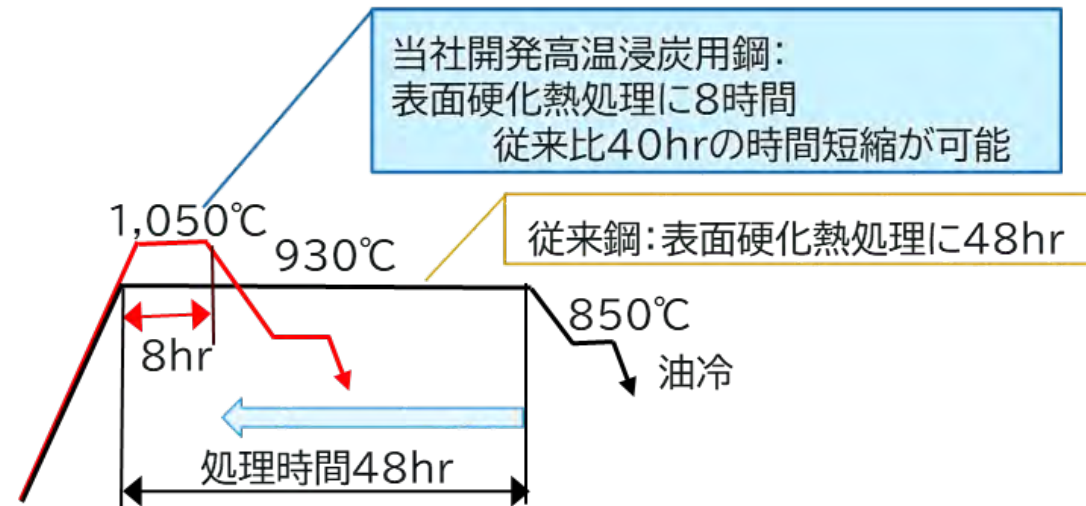 当社開発高温浸炭用鋼：
表面硬化熱処理に8時間
従来比40hrの時間短縮が可能
1,050℃
930℃
従来鋼：表面硬化熱処理に48hr
850℃
8hr
油冷
処理時間48hr